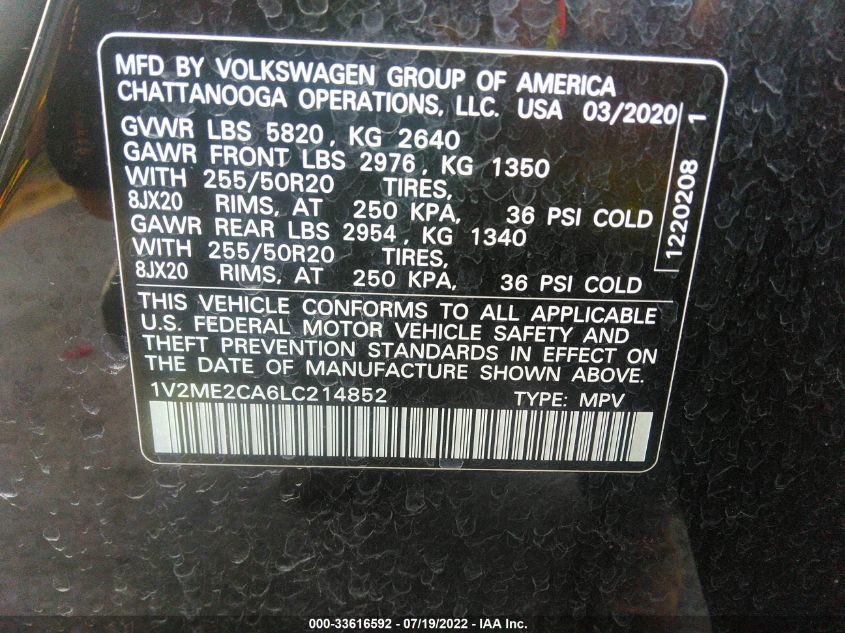 MFD BY VOLKSWAGEN GROUP OF AMERICA
CHATTANOOGA OPERATIONS, LLC. USA 03/2020
GVWR LBS 5820, KG 2640
GAWR FRONT LBS 2976, KG 1350
WITH 255/50R20 TIRES,
8JX20 RIMS, AT 250 KPA, 36 PSI COLD
GAWR REAR LBS 2954, KG 1340
WITH 255/50R20 TIRES,
8JX20 RIMS, AT 250 KPA, 36 PSI COLD
1220208 1
THIS VEHICLE CONFORMS TO ALL APPLICABLE
U.S. FEDERAL MOTOR VEHICLE SAFETY AND
THEFT PREVENTION STANDARDS IN EFFECT ON
THE DATE OF MANUFACTURE SHOWN ABOVE.
1V2ME2CA6LC214852 TYPE: MPV
000-33616592 - 07/19/2022 - IAA Inc.